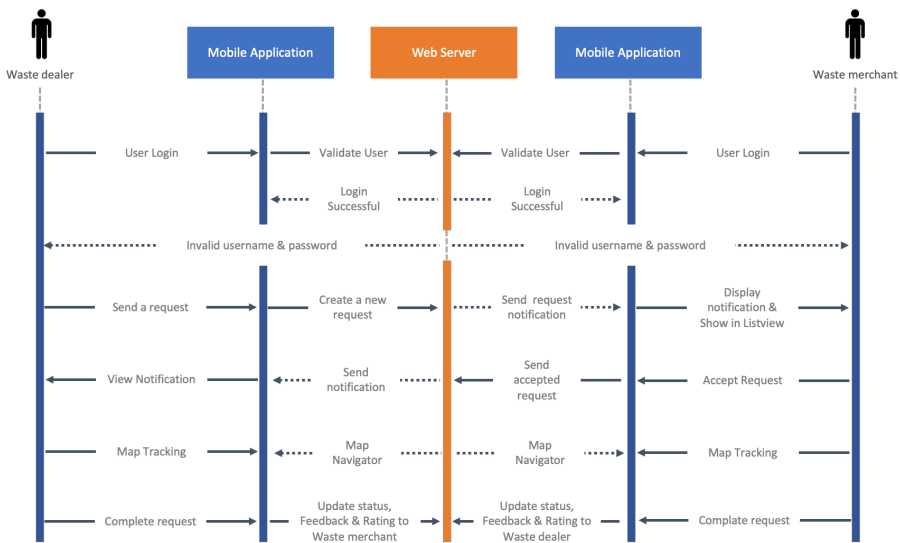 Waste dealer
Mobile Application
Web Server
Mobile Application
Waste merchant
User Login
Validate User
Validate User
User Login
Login
Successful
Login
Successful
Invalid username & password
Invalid username & password
Send a request
Create a new
request
Send request
notification
Display
notification &
Show in Listview
View Notification
Send
notification
Send
accepted
request
Accept Request
Map Tracking
Map
Navigator
Map
Navigator
Map Tracking
Complete request
Update status,
Feedback & Rating to
Waste merchant
Update status,
Feedback & Rating to
Waste dealer
Complate request